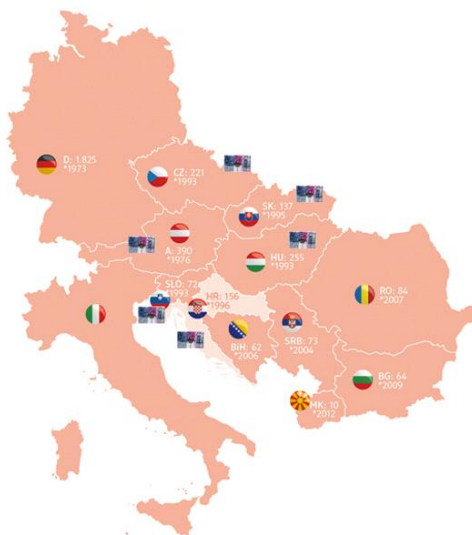 D: 1.825
*1973
CZ: 221
*1993
SK: 137
*1995
A: 390
*1976
HU: 255
*1993
SLO: 72
*1993
HR: 156
*1996
RO: 84
*2007
BiH: 62
*2006
SRB: 73
*2004
BG: 64
*2009
MK: 10
*2012